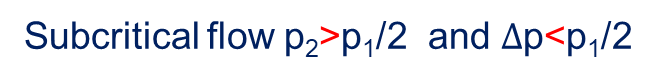 Subcritical flow p₂>p₁/2 and Δp<p₁/2